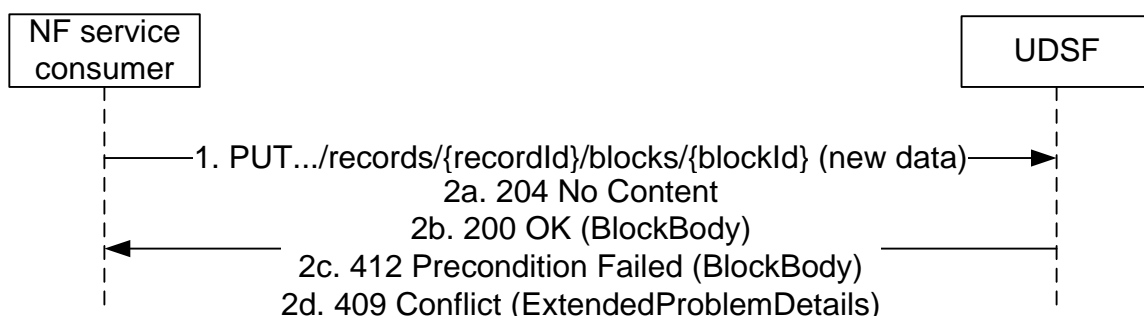 NF service
consumer
UDSF
1. PUT.../records/{recordId}/blocks/{blockId} (new data)
2a. 204 No Content
2b. 200 OK (BlockBody)
2c. 412 Precondition Failed (BlockBody)
2d. 409 Conflict (ExtendedProblemDetails)